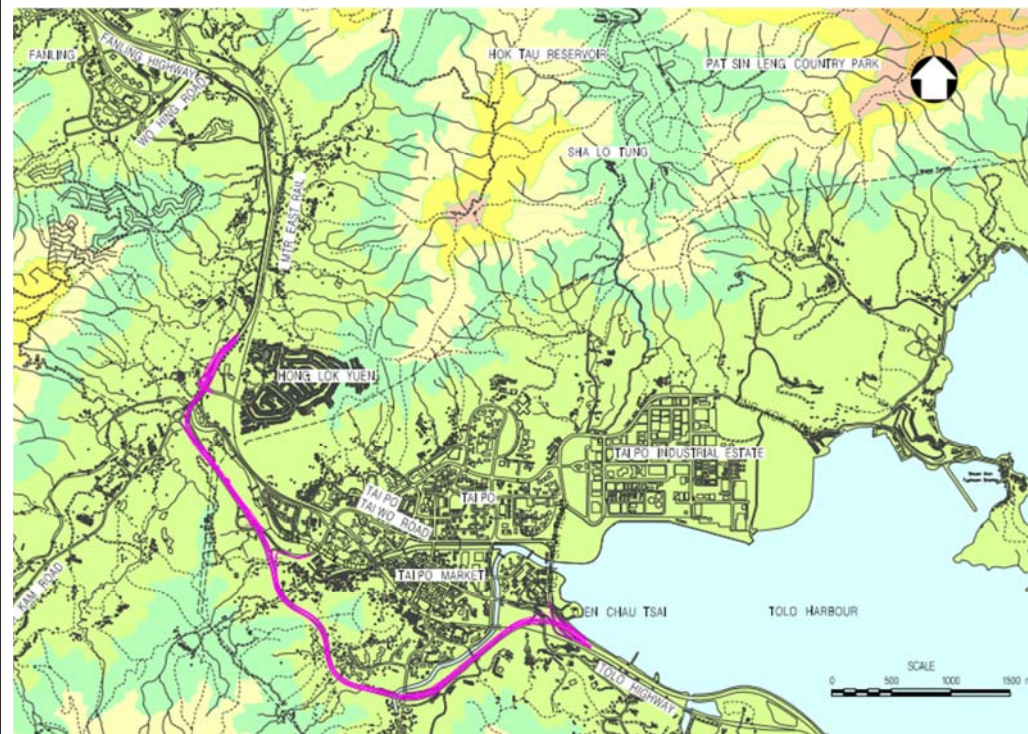 FANLING
FANLING HIGHWAY
WO HING ROAD
HOK TAU RESERVOIR
PAT SIN LENG COUNTRY PARK
SHA LO TUNG
MTR EAST RAIL
HONG LOK YUEN
TAI PO INDUSTRIAL ESTATE
TAI PO
TAI PO
TAI WO ROAD
TAI PO MARKET
KAM ROAD
EN CHAU TSAI
TOLO HARBOUR
TOLO HIGHWAY
SCALE
0 500 1000 1500 m